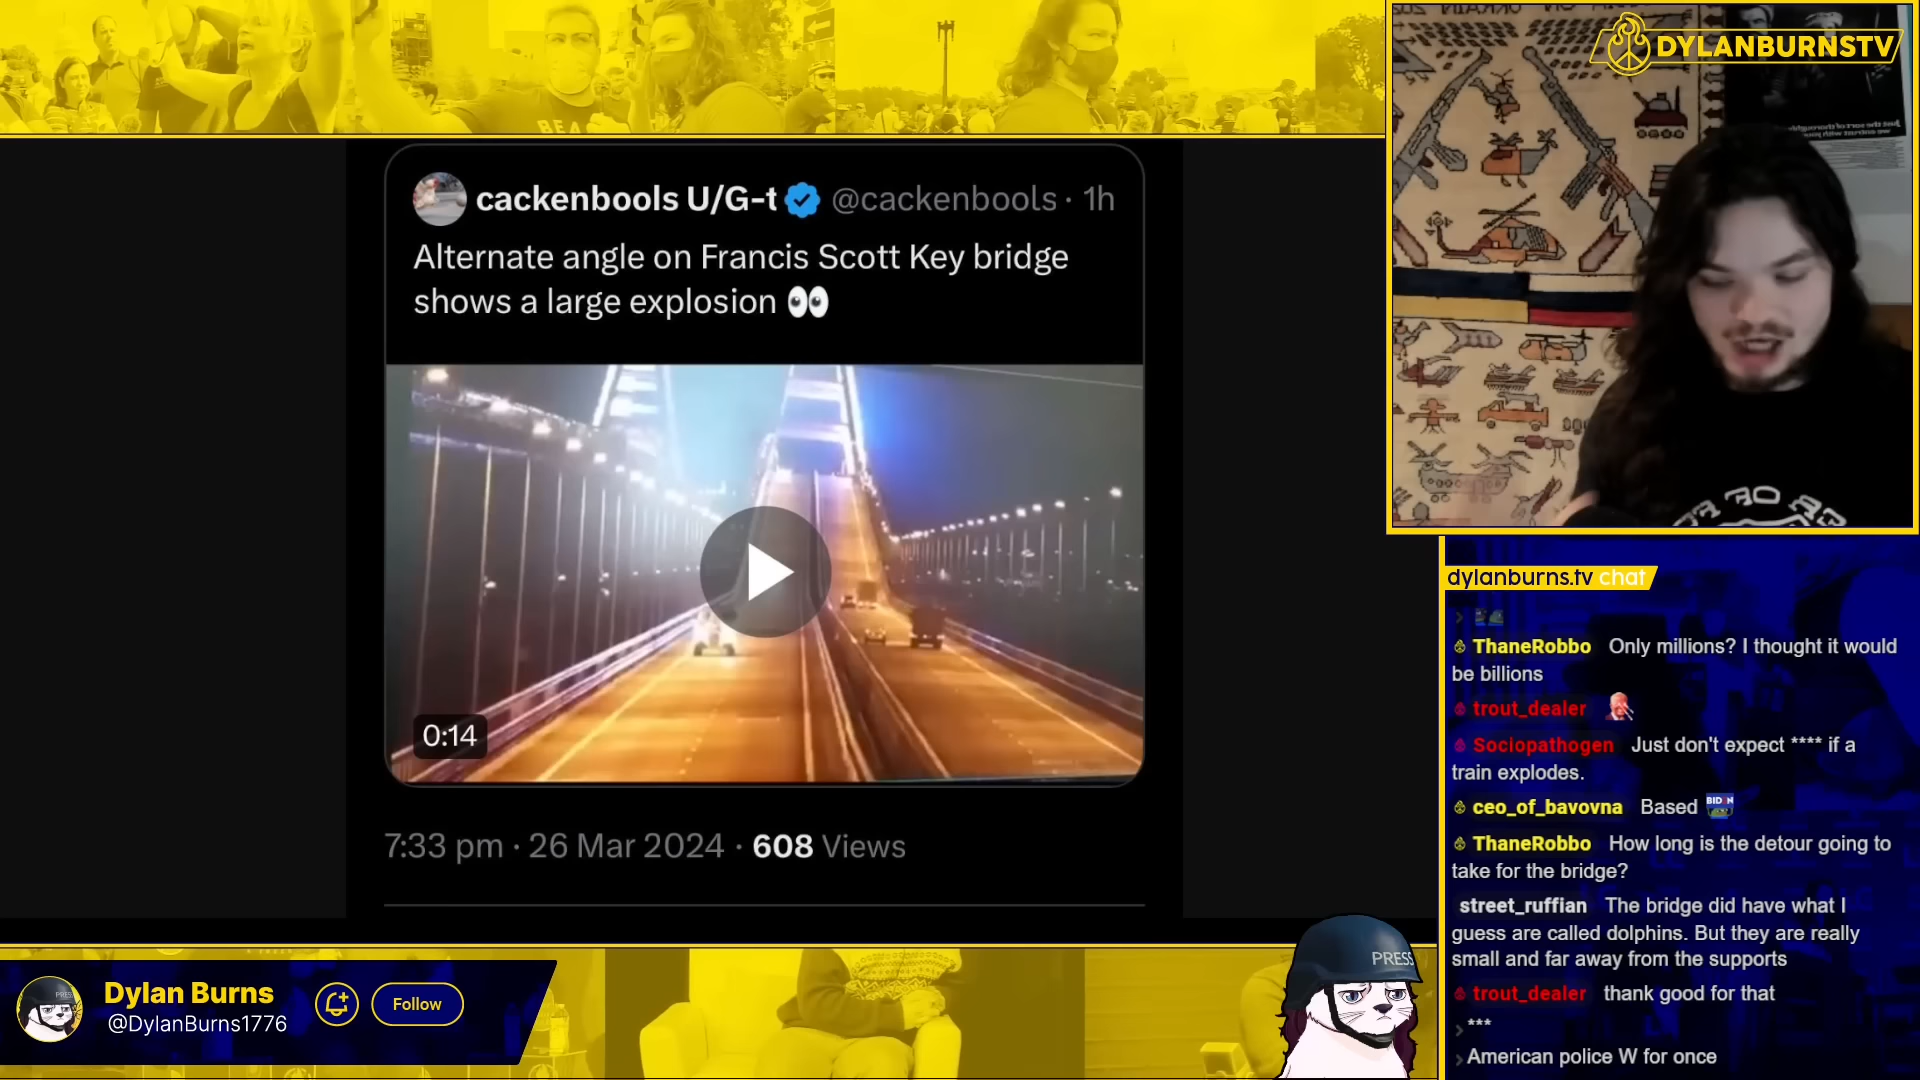 BEA
DYLANBURNSTV
cackenbools U/G-t @cackenbools · 1h
Alternate angle on Francis Scott Key bridge
shows a large explosion 👀
0:14
7:33 pm · 26 Mar 2024 · 608 Views
dylanburns.tv chat
ThaneRobbo Only millions? I thought it would
be billions
trout_dealer
Sociopathogen Just don't expect **** if a
train explodes.
ceo_of_bavovna Based
BIDEN
ThaneRobbo How long is the detour going to
take for the bridge?
street_ruffian The bridge did have what I
guess are called dolphins. But they are really
small and far away from the supports
trout_dealer thank good for that
> ***
> American police W for once
Dylan Burns
@DylanBurns1776
Follow
PRESS